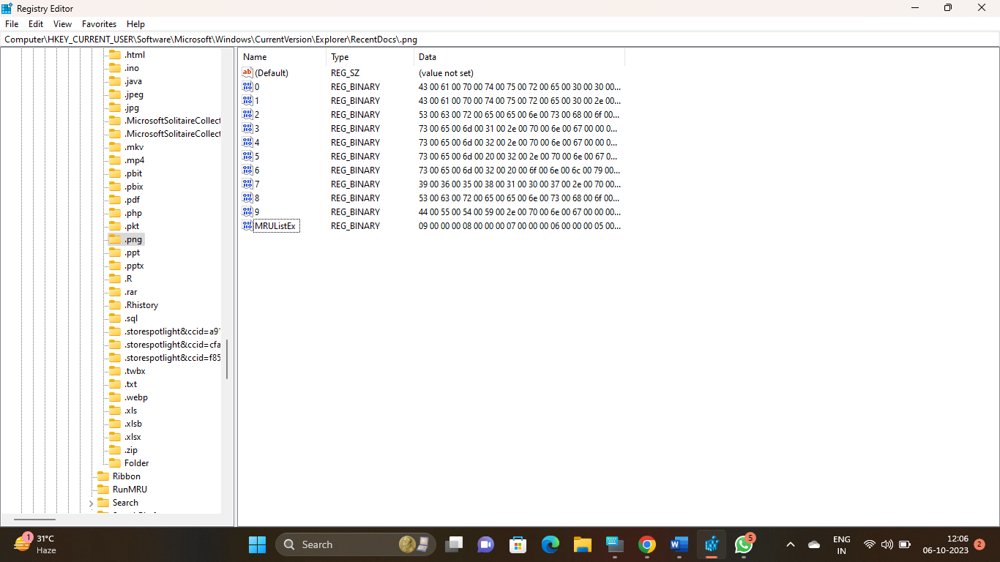 Registry Editor
File Edit View Favorites Help
Computer\HKEY_CURRENT_USER\Software\Microsoft\Windows\CurrentVersion\Explorer\RecentDocs\.png
.html
.ino
.java
.jpeg
.jpg
.MicrosoftSolitaireCollect
.MicrosoftSolitaireCollect
.mkv
.mp4
.pbit
.pbix
.pdf
.php
.pkt
.png
.ppt
.pptx
.R
.rar
.Rhistory
.sql
.storespotlight&ccid=a91
.storespotlight&ccid=cfa
.storespotlight&ccid=f85
.twbx
.txt
.webp
.xls
.xlsb
.xlsx
.zip
Folder
Ribbon
RunMRU
Search
Name Type Data
(Default) REG_SZ (value not set)
0 REG_BINARY 43 00 61 00 70 00 74 00 75 00 72 00 65 00 30 00 30 00...
1 REG_BINARY 43 00 61 00 70 00 74 00 75 00 72 00 65 00 30 00 2e 00...
2 REG_BINARY 53 00 63 00 72 00 65 00 65 00 6e 00 73 00 68 00 6f 00...
3 REG_BINARY 73 00 65 00 6d 00 31 00 2e 00 70 00 6e 00 67 00 00 0...
4 REG_BINARY 73 00 65 00 6d 00 32 00 2e 00 70 00 6e 00 67 00 00 0...
5 REG_BINARY 73 00 65 00 6d 00 20 00 32 00 2e 00 70 00 6e 00 67 0...
6 REG_BINARY 73 00 65 00 6d 00 32 00 20 00 6f 00 6e 00 6c 00 79 00...
7 REG_BINARY 39 00 36 00 35 00 38 00 31 00 30 00 37 00 2e 00 70 00...
8 REG_BINARY 53 00 63 00 72 00 65 00 65 00 6e 00 73 00 68 00 6f 00...
9 REG_BINARY 44 00 55 00 54 00 59 00 2e 00 70 00 6e 00 67 00 00 00...
MRUListEx REG_BINARY 09 00 00 00 08 00 00 00 07 00 00 00 06 00 00 00 05 00...
1
31°C
Haze
Search
5
ENG
IN
12:06
06-10-2023
2